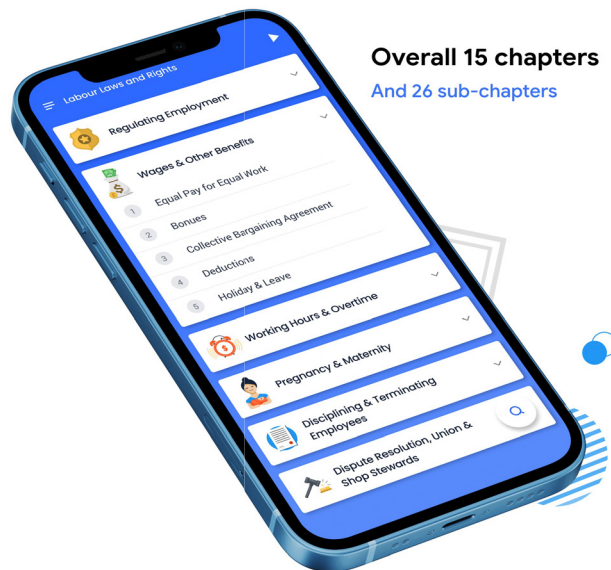 Overall 15 chapters
And 26 sub-chapters
Labour Laws and Rights
Regulating Employment
Wages & Other Benefits
1 Equal Pay for Equal Work
2 Bonues
3 Collective Bargaining Agreement
4 Deductions
5 Holiday & Leave
Working Hours & Overtime
Pregnancy & Maternity
Disciplining & Terminating
Employees
Dispute Resolution, Union &
Shop Stewards